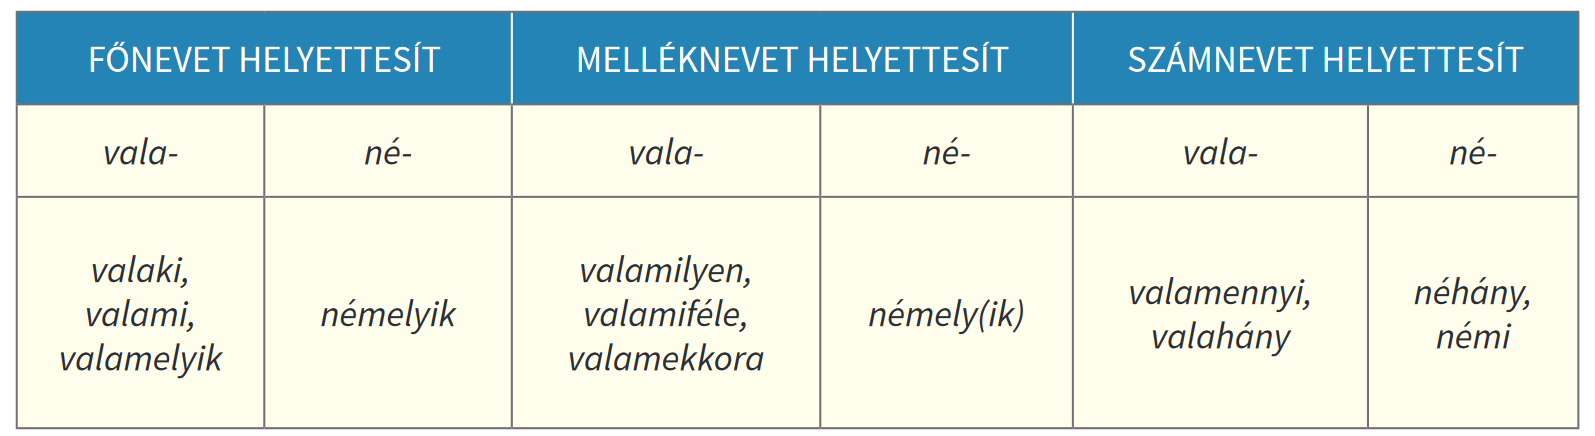 FŐNEVET HELYETTESÍT MELLÉKNEVET HELYETTESÍT SZÁMNEVET HELYETTESÍT
vala- né- vala- né- vala- né-
valaki,
valami,
valamelyik
némelyik
valamilyen,
valamiféle,
valamekkora
némely(ik)
valamennyi,
valahány
néhány,
némi